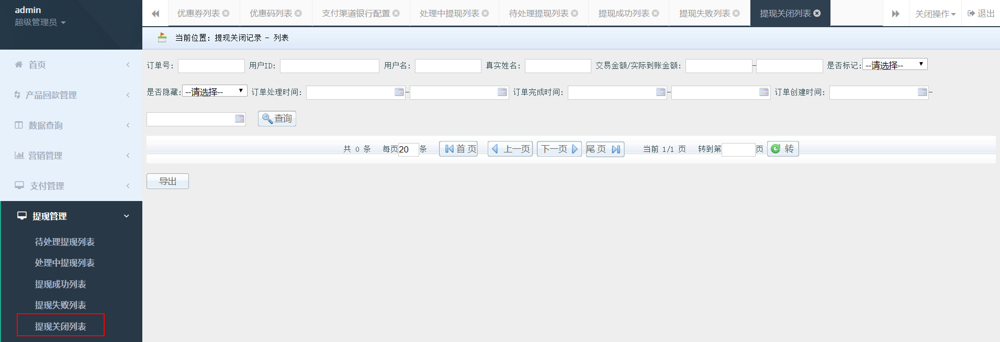 admin
超级管理员
首页
产品回款管理
数据查询
营销管理
支付管理
提现管理
待处理提现列表
处理中提现列表
提现成功列表
提现失败列表
提现关闭列表
优惠券列表 优惠码列表 支付渠道银行配置 处理中提现列表 待处理提现列表 提现成功列表 提现失败列表 提现关闭列表 关闭操作 退出
当前位置：提现关闭记录 - 列表
订单号： 用户ID： 用户名： 真实姓名： 交易金额/实际到账金额： - 是否标记： --请选择--
是否隐藏： --请选择-- 订单处理时间： - 订单完成时间： - 订单创建时间： -
查询
共 0 条 每页 20 条 首 页 上一页 下一页 尾 页 当前 1/1 页 转到第 页 转
导出